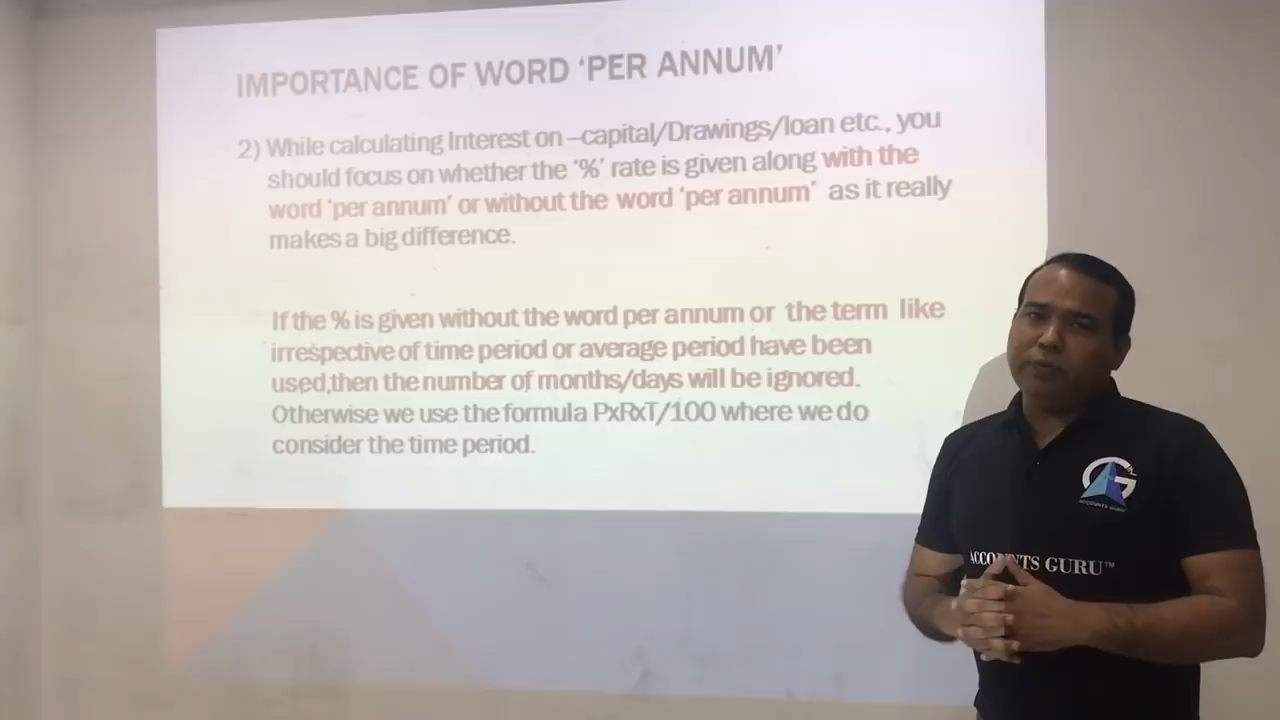 IMPORTANCE OF WORD ‘PER ANNUM’
2) While calculating Interest on –capital/Drawings/loan etc., you
should focus on whether the ‘%’ rate is given along with the
word ‘per annum’ or without the word ‘per annum’ as it really
makes a big difference.
If the % is given without the word per annum or the term like
irrespective of time period or average period have been
used,then the number of months/days will be ignored.
Otherwise we use the formula PxRxT/100 where we do
consider the time period.
G
ACCOUNTS GURU
ACCOUNTS GURU™